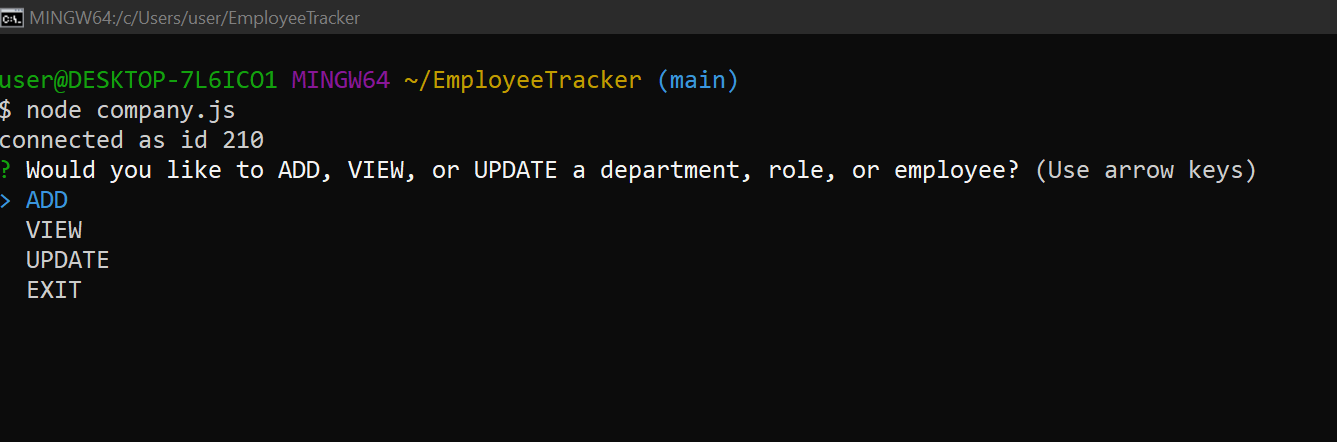 MINGW64:/c/Users/user/EmployeeTracker
user@DESKTOP-7L6ICO1 MINGW64 ~/EmployeeTracker (main)
$ node company.js
connected as id 210
? Would you like to ADD, VIEW, or UPDATE a department, role, or employee? (Use arrow keys)
> ADD
VIEW
UPDATE
EXIT